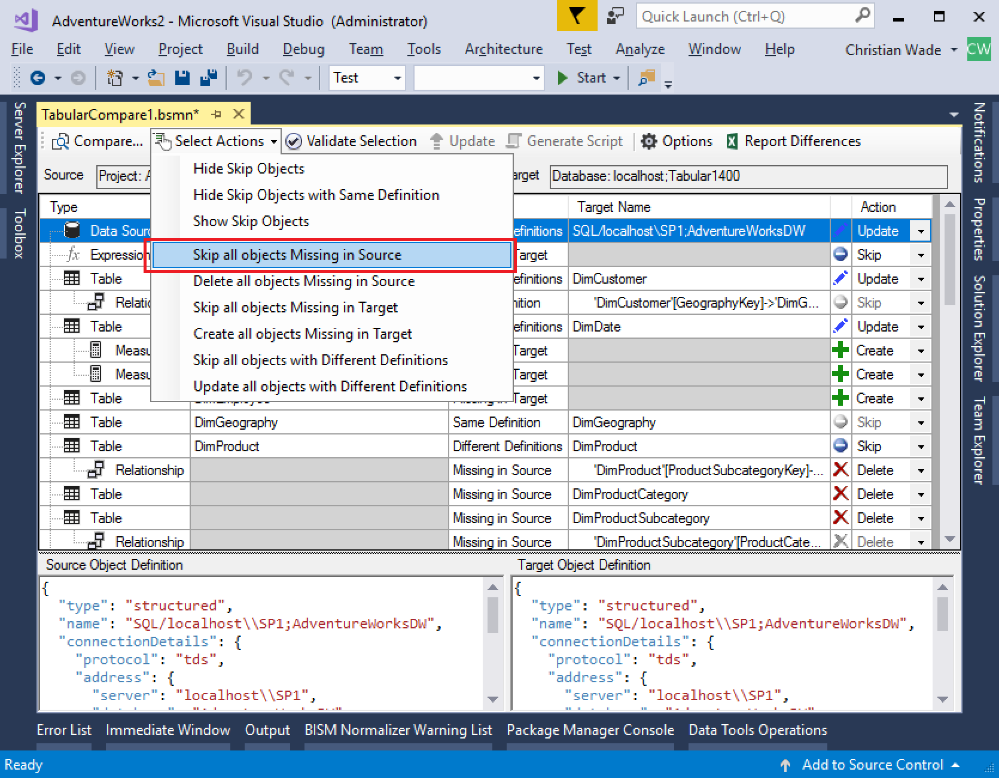 AdventureWorks2 - Microsoft Visual Studio (Administrator)
Quick Launch (Ctrl+Q)
File Edit View Project Build Debug Team Tools Architecture Test Analyze Window Help Christian Wade CW
Test Start
Server Explorer
Toolbox
Notifications
Properties
Solution Explorer
Team Explorer
TabularCompare1.bsmn*
Compare... Select Actions Validate Selection Update Generate Script Options Report Differences
Source Project: Target Database: localhost;Tabular1400
Hide Skip Objects
Hide Skip Objects with Same Definition
Show Skip Objects
Skip all objects Missing in Source
Delete all objects Missing in Source
Skip all objects Missing in Target
Create all objects Missing in Target
Skip all objects with Different Definitions
Update all objects with Different Definitions
Type Target Name Action
Data Sour efinitions SQL/localhost\SP1;AdventureWorksDW Update
fx Expression Target Skip
Table efinitions DimCustomer Update
Relatio nition 'DimCustomer'[GeographyKey]->'DimG... Skip
Table efinitions DimDate Update
Measu Target Create
Measu Target Create
Table DimEmployee Missing in Target Create
Table DimGeography Same Definition DimGeography Skip
Table DimProduct Different Definitions DimProduct Skip
Relationship Missing in Source 'DimProduct'[ProductSubcategoryKey]-... Delete
Table Missing in Source DimProductCategory Delete
Table Missing in Source DimProductSubcategory Delete
Relationship Missing in Source 'DimProductSubcategory'[ProductCate... Delete
Source Object Definition
{
"type": "structured",
"name": "SQL/localhost\\SP1;AdventureWorksDW",
"connectionDetails": {
"protocol": "tds",
"address": {
"server": "localhost\\SP1",
Target Object Definition
{
"type": "structured",
"name": "SQL/localhost\\SP1;AdventureWorksDW",
"connectionDetails": {
"protocol": "tds",
"address": {
"server": "localhost\\SP1",
Error List Immediate Window Output BISM Normalizer Warning List Package Manager Console Data Tools Operations
Ready Add to Source Control